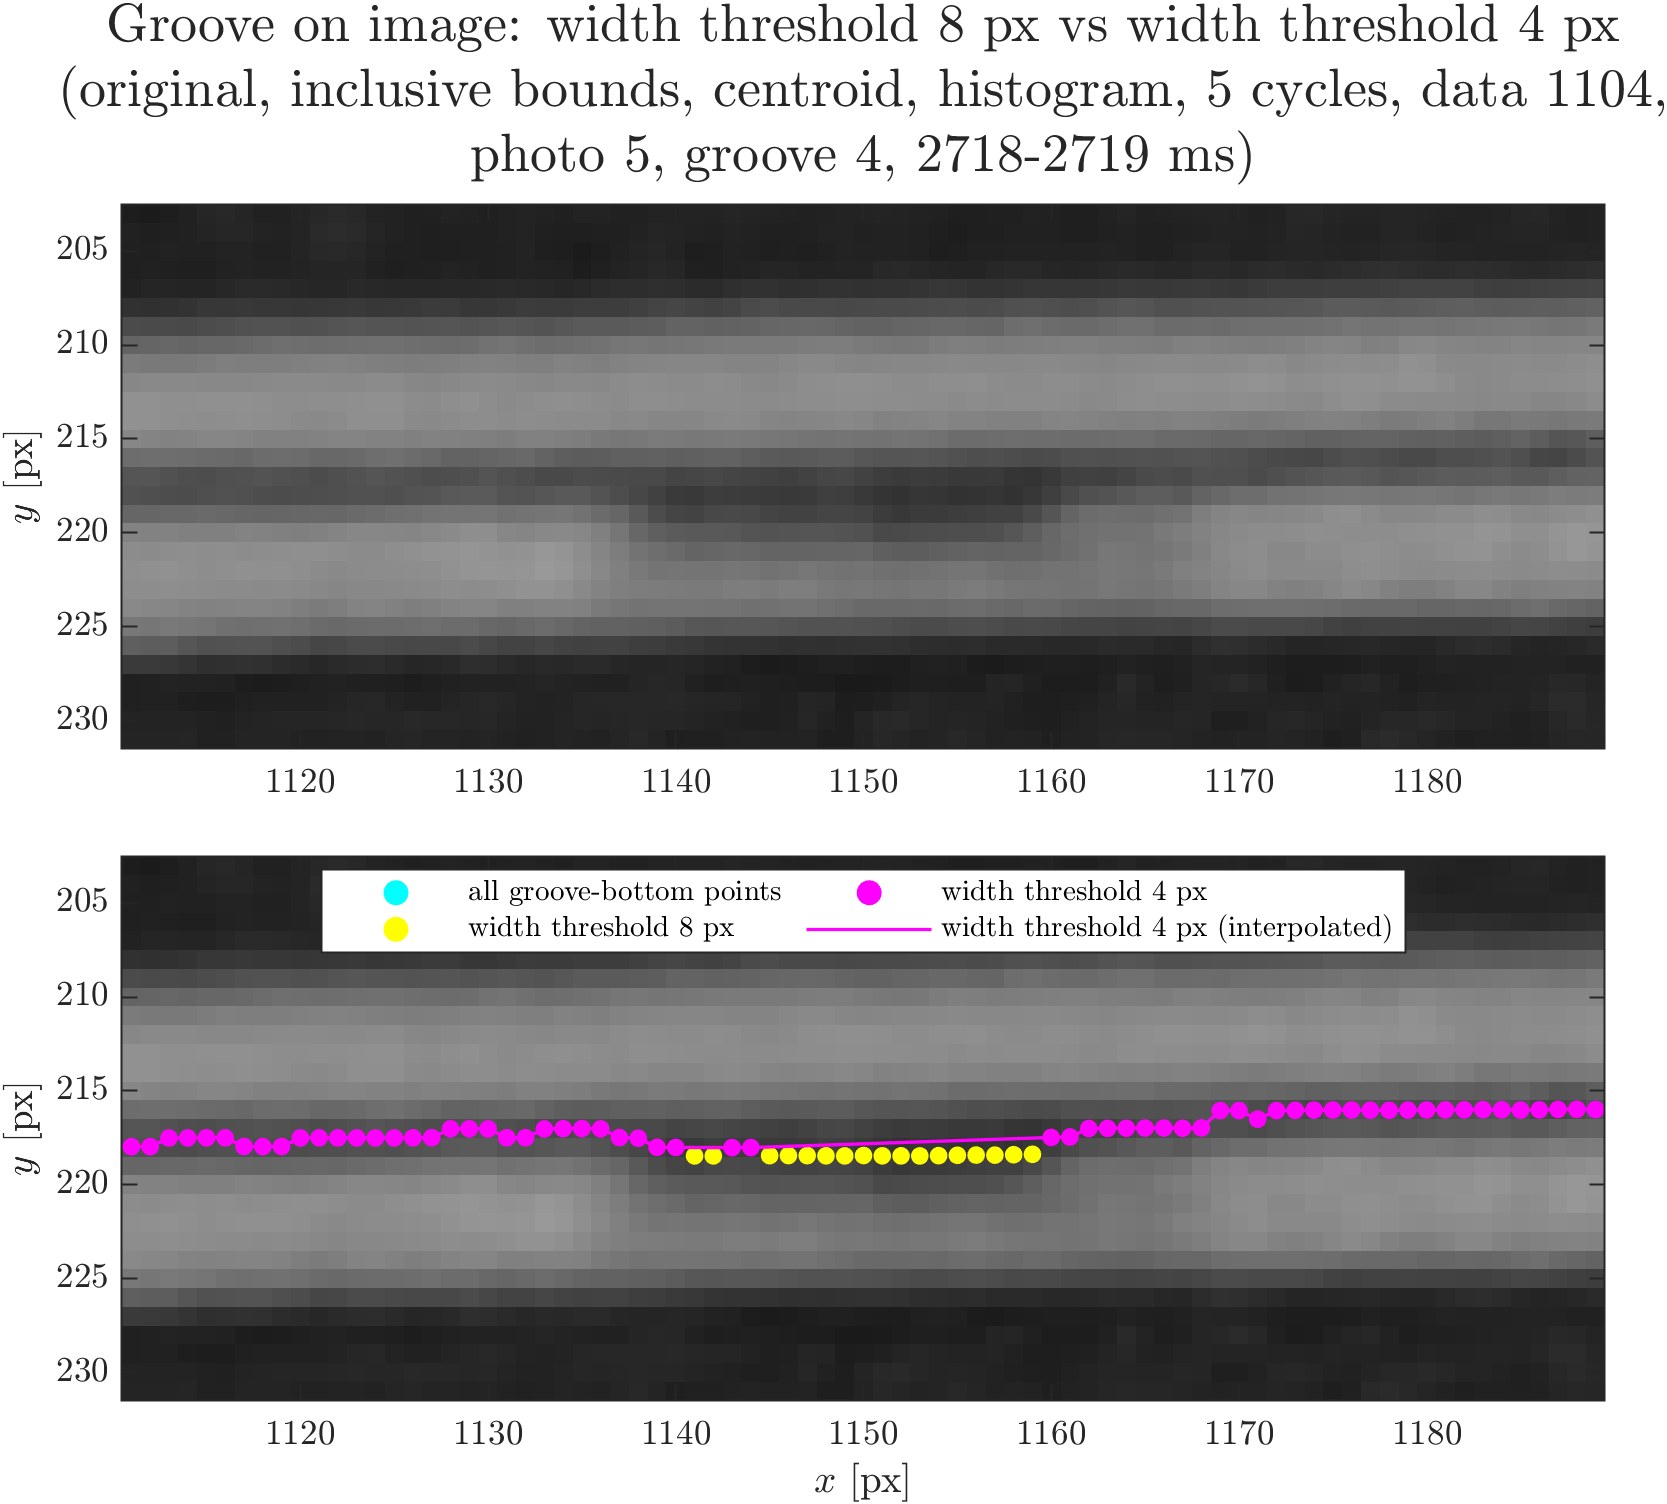 Groove on image: width threshold 8 px vs width threshold 4 px
(original, inclusive bounds, centroid, histogram, 5 cycles, data 1104,
photo 5, groove 4, 2718-2719 ms)
205
210
215
220
225
230
y [px]
1120 1130 1140 1150 1160 1170 1180
all groove-bottom points
width threshold 8 px
width threshold 4 px
width threshold 4 px (interpolated)
205
210
215
220
225
230
y [px]
1120 1130 1140 1150 1160 1170 1180
x [px]